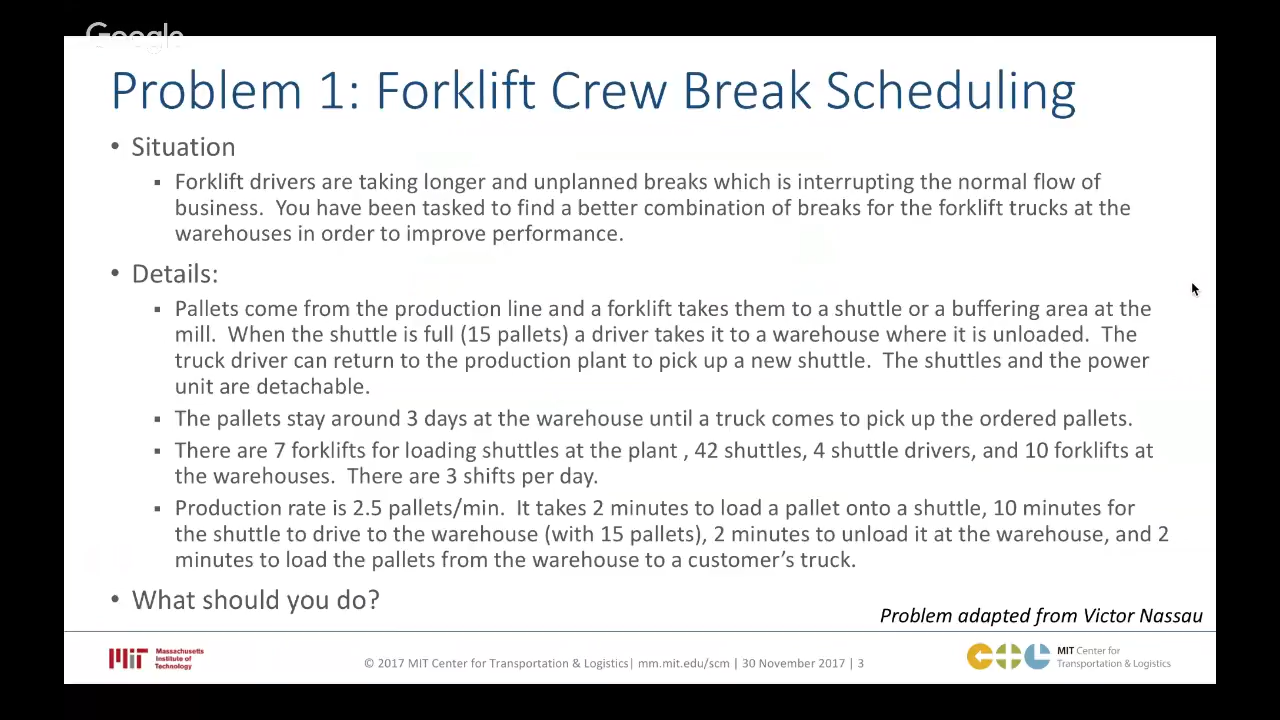 Google
Problem 1: Forklift Crew Break Scheduling
• Situation
▪ Forklift drivers are taking longer and unplanned breaks which is interrupting the normal flow of
business.  You have been tasked to find a better combination of breaks for the forklift trucks at the
warehouses in order to improve performance.
• Details:
▪ Pallets come from the production line and a forklift takes them to a shuttle or a buffering area at the
mill.  When the shuttle is full (15 pallets) a driver takes it to a warehouse where it is unloaded.  The
truck driver can return to the production plant to pick up a new shuttle.  The shuttles and the power
unit are detachable.
▪ The pallets stay around 3 days at the warehouse until a truck comes to pick up the ordered pallets.
▪ There are 7 forklifts for loading shuttles at the plant , 42 shuttles, 4 shuttle drivers, and 10 forklifts at
the warehouses.  There are 3 shifts per day.
▪ Production rate is 2.5 pallets/min.  It takes 2 minutes to load a pallet onto a shuttle, 10 minutes for
the shuttle to drive to the warehouse (with 15 pallets), 2 minutes to unload it at the warehouse, and 2
minutes to load the pallets from the warehouse to a customer’s truck.
• What should you do?
Problem adapted from Victor Nassau
Massachusetts
Institute of
Technology
© 2017 MIT Center for Transportation & Logistics| mm.mit.edu/scm | 30 November 2017 | 3
MIT Center for
Transportation & Logistics